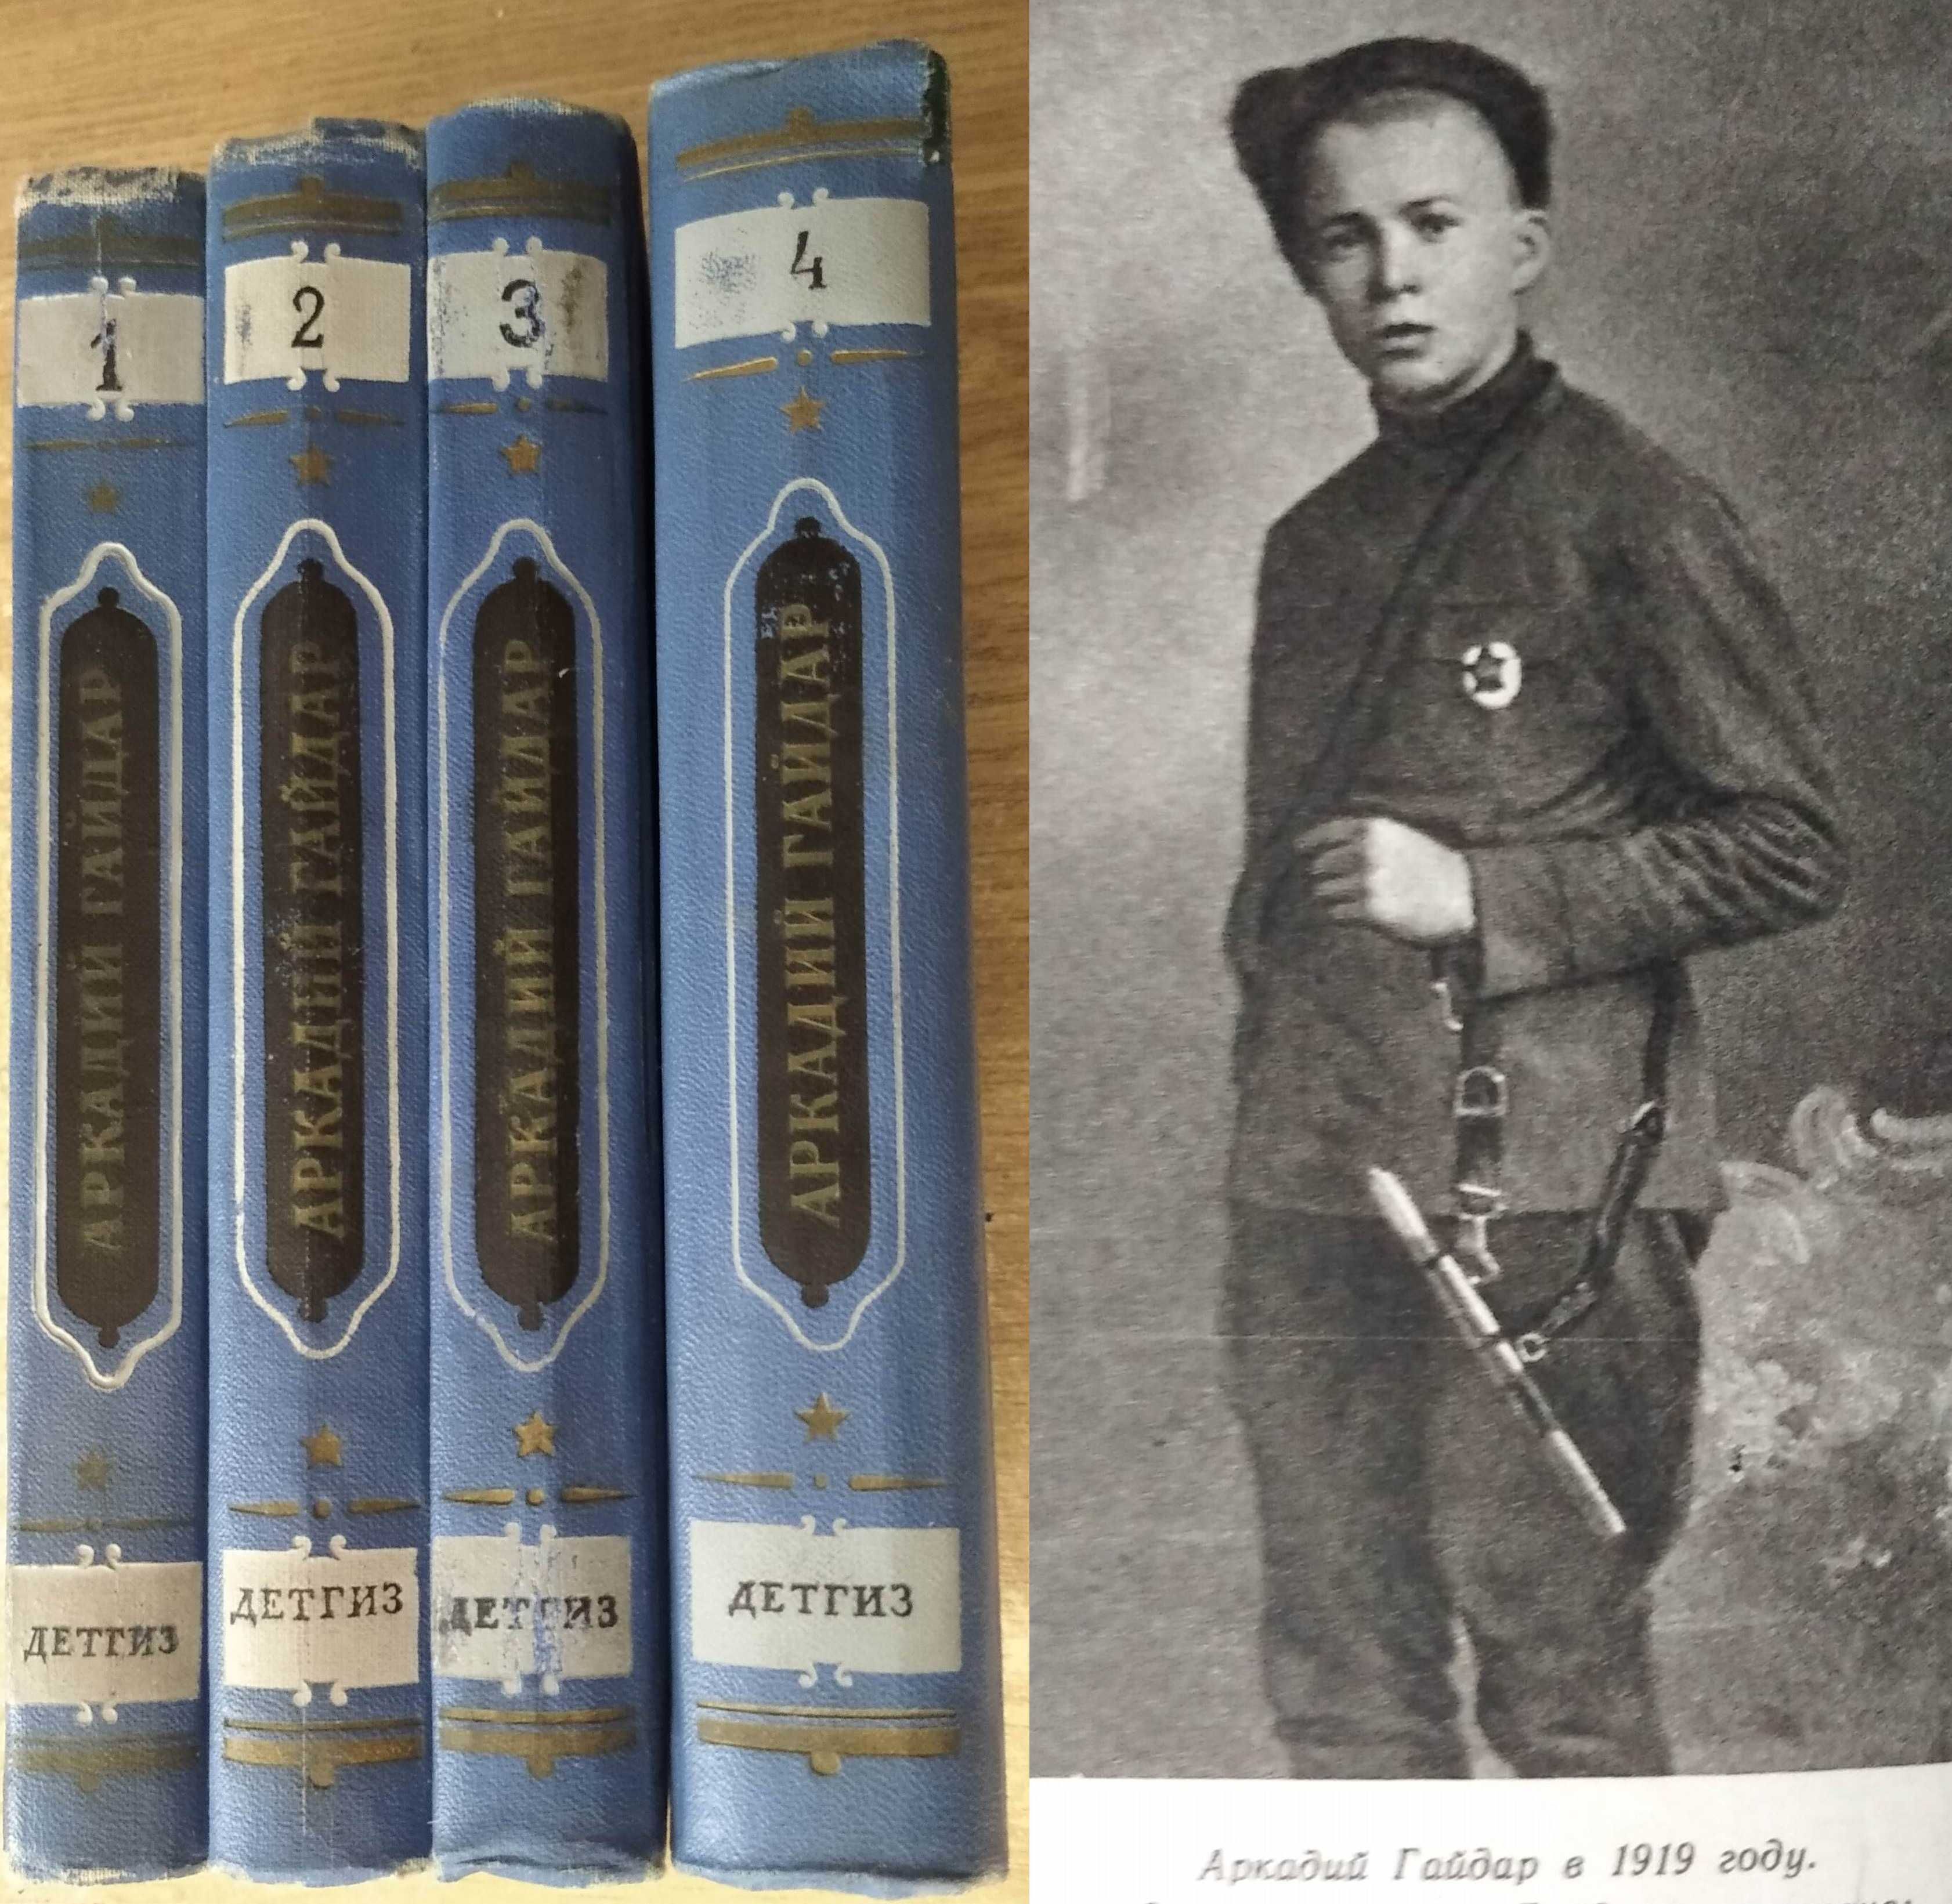 1
АРКАДИЙ ГАЙДАР
ДЕТГИЗ
2
АРКАДИЙ ГАЙДАР
ДЕТГИЗ
3
АРКАДИЙ ГАЙДАР
ДЕТГИЗ
4
АРКАДИЙ ГАЙДАР
ДЕТГИЗ
Аркадий Гайдар в 1919 году.